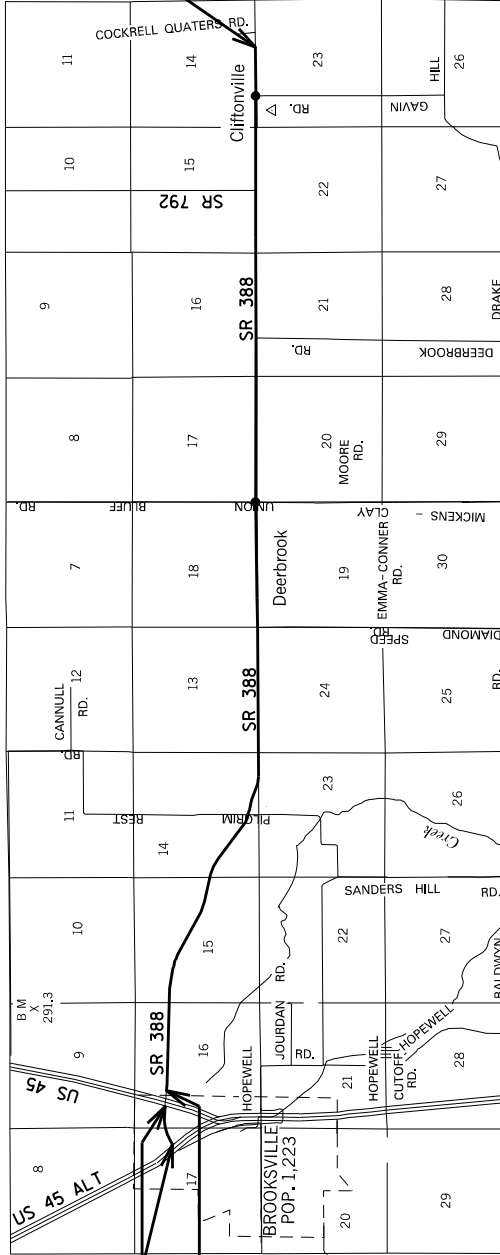 COCKRELL QUATERS RD.
11
14
23
26
HILL
Cliftonville
RD.
GAVIN
10
15
22
27
SR 792
9
16
SR 388
21
28
DRAKE
RD.
DEERBROOK
8
17
20
MOORE
RD.
29
RD.
BLUFF
UNION
CLAY
MICKENS -
7
18
Deerbrook
19
EMMA-CONNER
RD.
30
SPEED
RD.
DIAMOND
CANNULL
RD.
12
13
SR 388
24
25
RD.
RD.
11
REST
PILGRIM
14
23
26
Creek
SANDERS HILL
RD.
10
15
22
27
BALDWYN
B M
X
291.3
9
SR 388
16
JOURDAN
RD.
RD.
HOPEWELL
HOPEWELL
21
HOPEWELL
CUTOFF
RD.
28
US 45
8
US 45 ALT
17
BROOKSVILLE
POP. 1,223
20
29